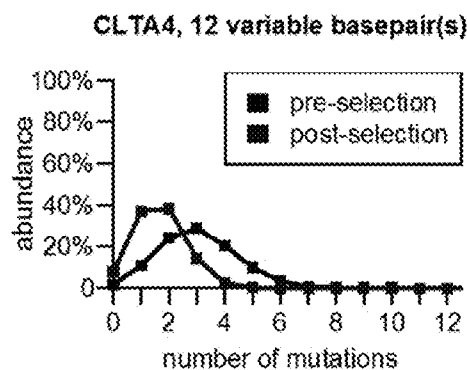 CLTA4, 12 variable basepair(s)
100%
80%
60%
40%
20%
0
abundance
pre-selection
post-selection
0 2 4 6 8 10 12
number of mutations